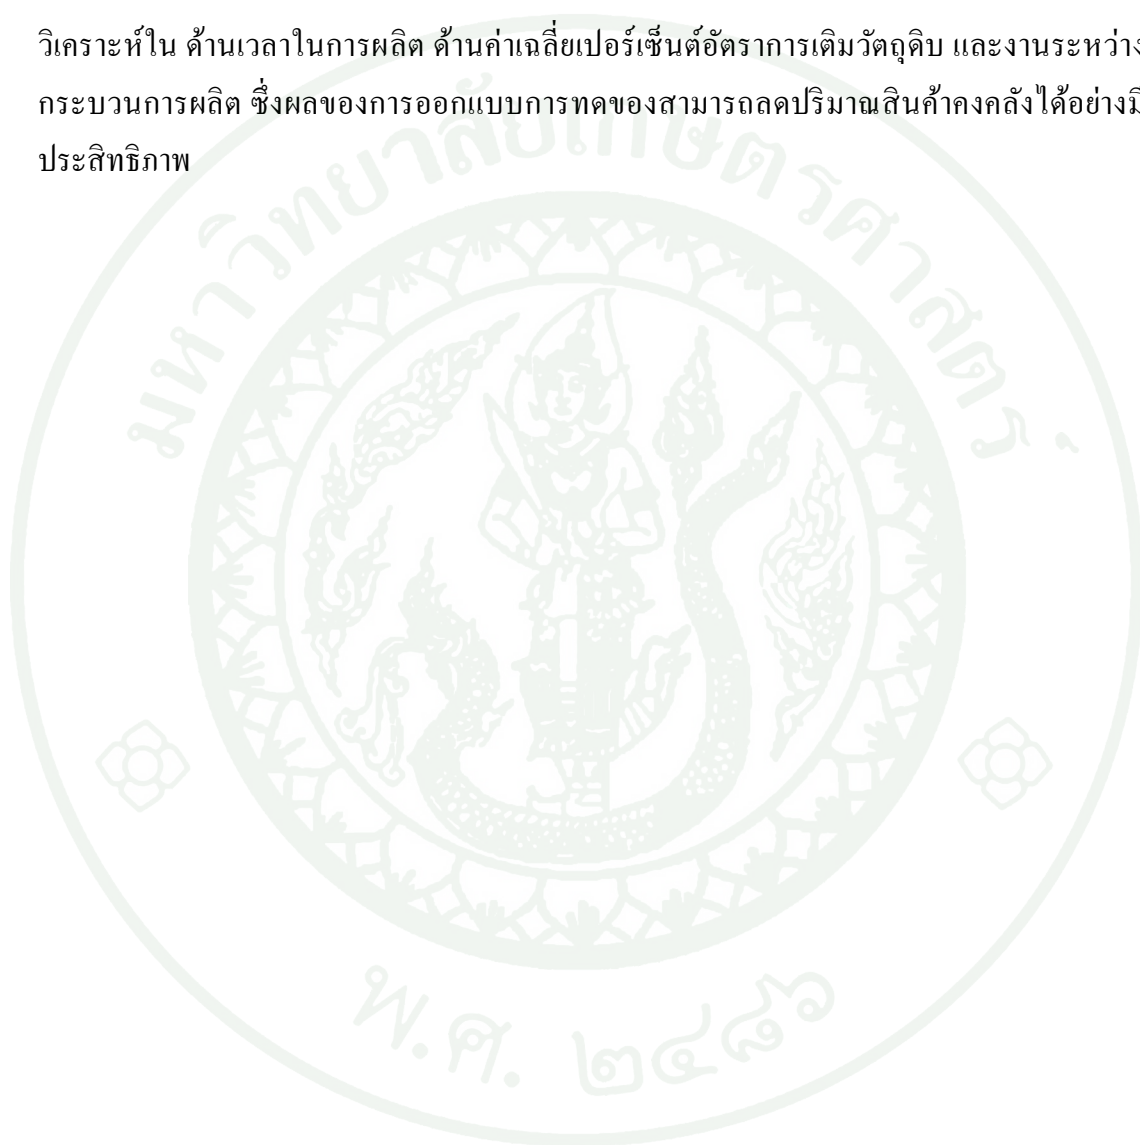 วิเคราะห์ใน ด้านเวลาในการผลิต ด้านค่าเฉลี่ยเปอร์เซ็นต์อัตราการเติมวัตถุดิบ และงานระหว่าง
กระบวนการผลิต ซึ่งผลของการออกแบบการทดของสามารถลดปริมาณสินค้าคงคลังได้อย่างมี
ประสิทธิภาพ
มหาวิทยาลัยเกษตรศาสตร์
พ.ศ. ๒๔๘๖